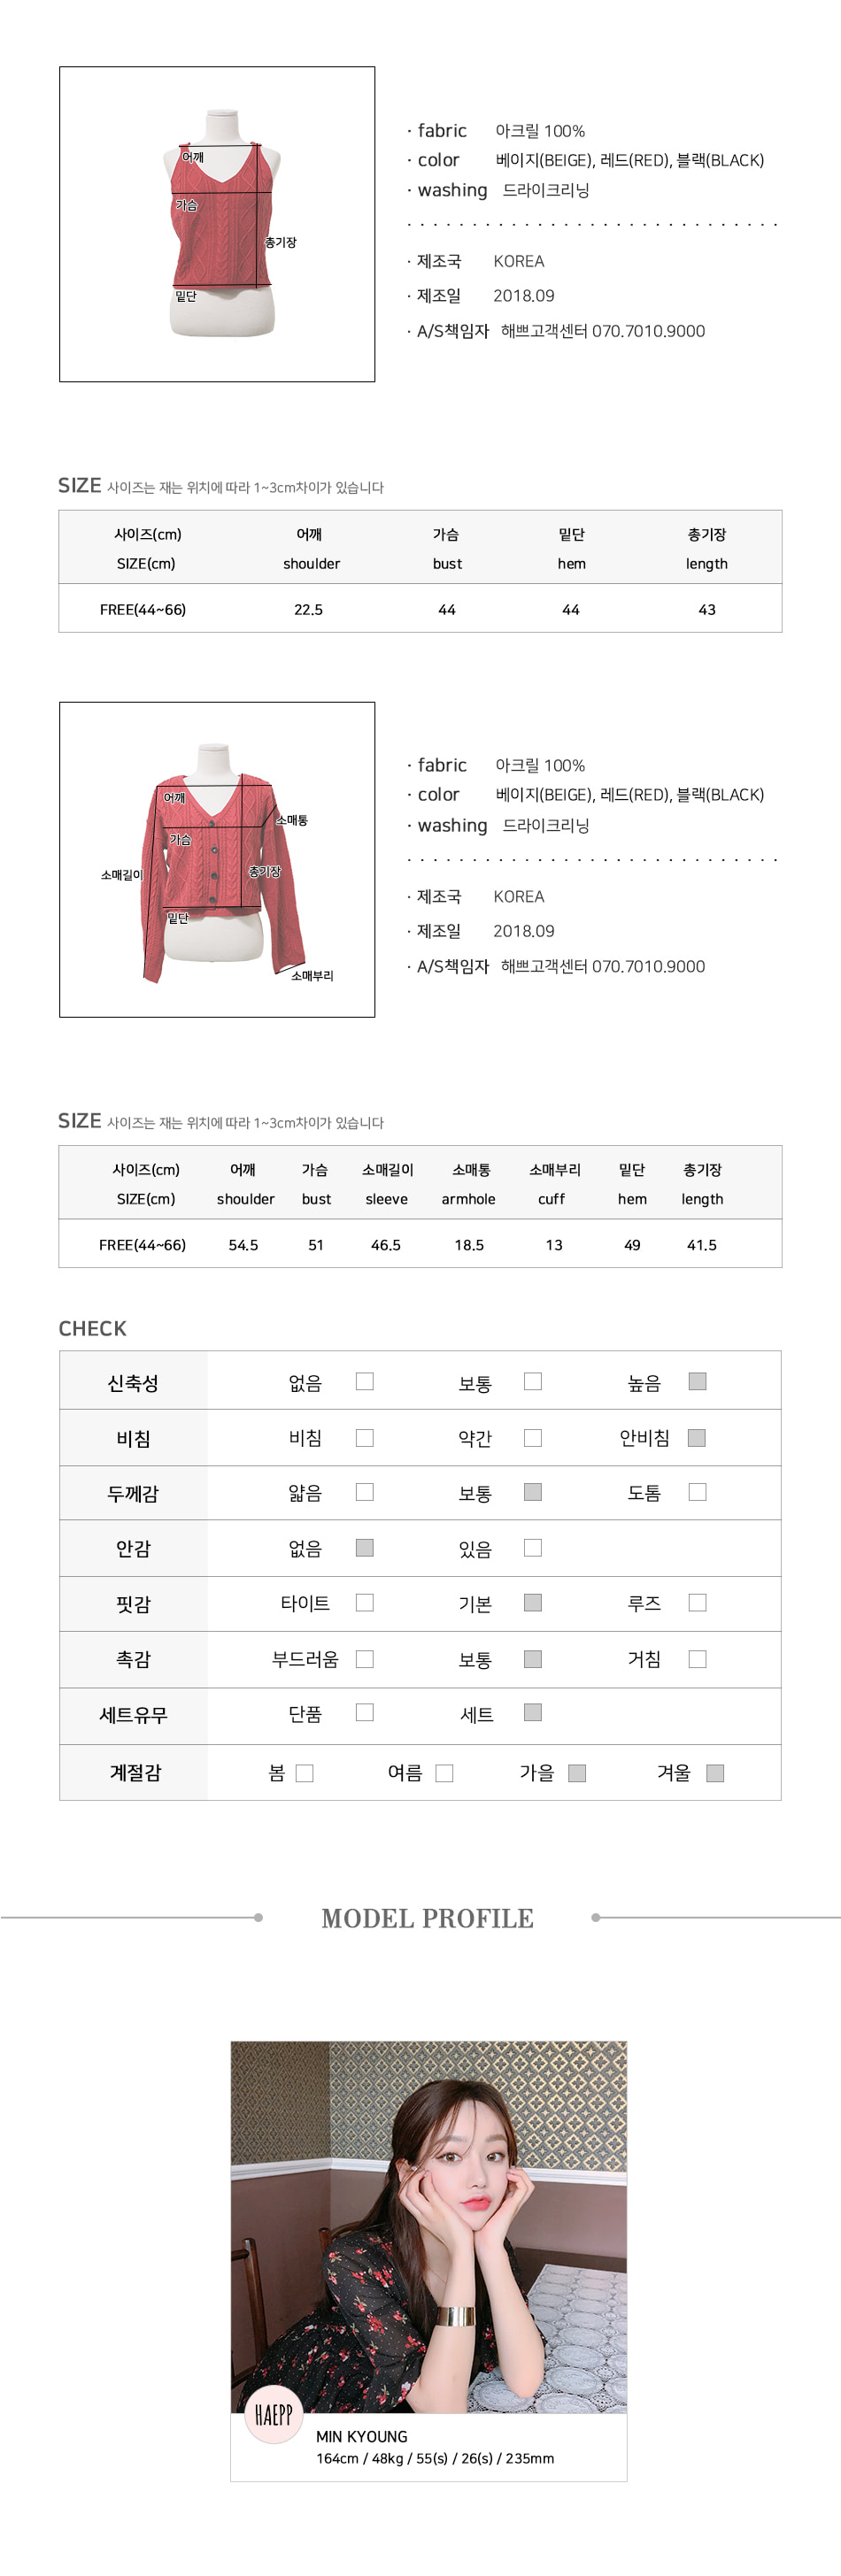 어깨
가슴
총기장
밑단
· fabric 아크릴 100%
· color 베이지(BEIGE), 레드(RED), 블랙(BLACK)
· washing 드라이크리닝
· 제조국 KOREA
· 제조일 2018.09
· A/S책임자 해쁘고객센터 070.7010.9000
SIZE 사이즈는 재는 위치에 따라 1~3cm차이가 있습니다
사이즈(cm) 어깨 가슴 밑단 총기장
SIZE(cm) shoulder bust hem length
FREE(44~66) 22.5 44 44 43
어깨
소매통
가슴
소매길이
총기장
밑단
소매부리
· fabric 아크릴 100%
· color 베이지(BEIGE), 레드(RED), 블랙(BLACK)
· washing 드라이크리닝
· 제조국 KOREA
· 제조일 2018.09
· A/S책임자 해쁘고객센터 070.7010.9000
SIZE 사이즈는 재는 위치에 따라 1~3cm차이가 있습니다
사이즈(cm) 어깨 가슴 소매길이 소매통 소매부리 밑단 총기장
SIZE(cm) shoulder bust sleeve armhole cuff hem length
FREE(44~66) 54.5 51 46.5 18.5 13 49 41.5
CHECK
신축성 없음 보통 높음
비침 비침 약간 안비침
두께감 얇음 보통 도톰
안감 없음 있음
핏감 타이트 기본 루즈
촉감 부드러움 보통 거침
세트유무 단품 세트
계절감 봄 여름 가을 겨울
MODEL PROFILE
HAEPP
MIN KYOUNG
164cm / 48kg / 55(s) / 26(s) / 235mm